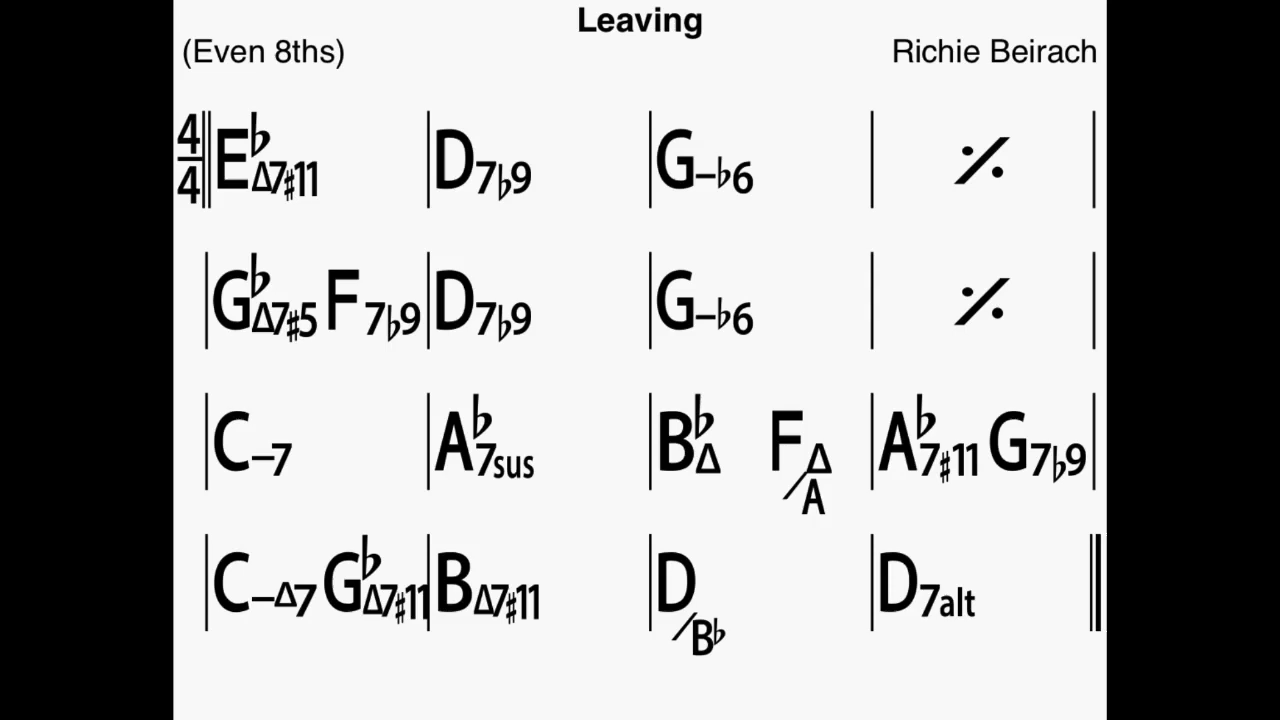 Leaving
(Even 8ths) Richie Beirach
4/4 E♭Δ7♯11 | D7♭9 | G–♭6 | 𝄎 |
| G♭Δ7♯5 F7♭9 | D7♭9 | G–♭6 | 𝄎 |
| C–7 | A♭7sus | B♭Δ FΔ/A | A♭7♯11 G7♭9 |
| C–Δ7 G♭Δ7♯11 | BΔ7♯11 | D/B♭ | D7alt ||